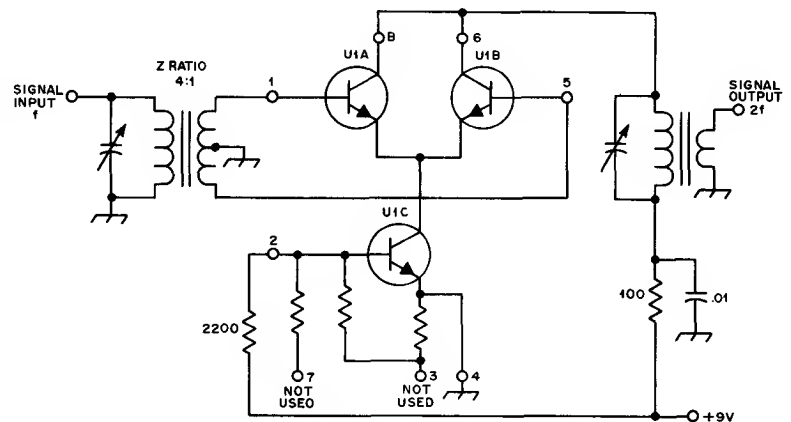 Z RATIO
4:1
SIGNAL
INPUT
f
1
8
U1A
6
U1B
5
SIGNAL
OUTPUT
2f
U1C
2
2200
100
.01
7
NOT
USEO
3
NOT
USED
4
+9V